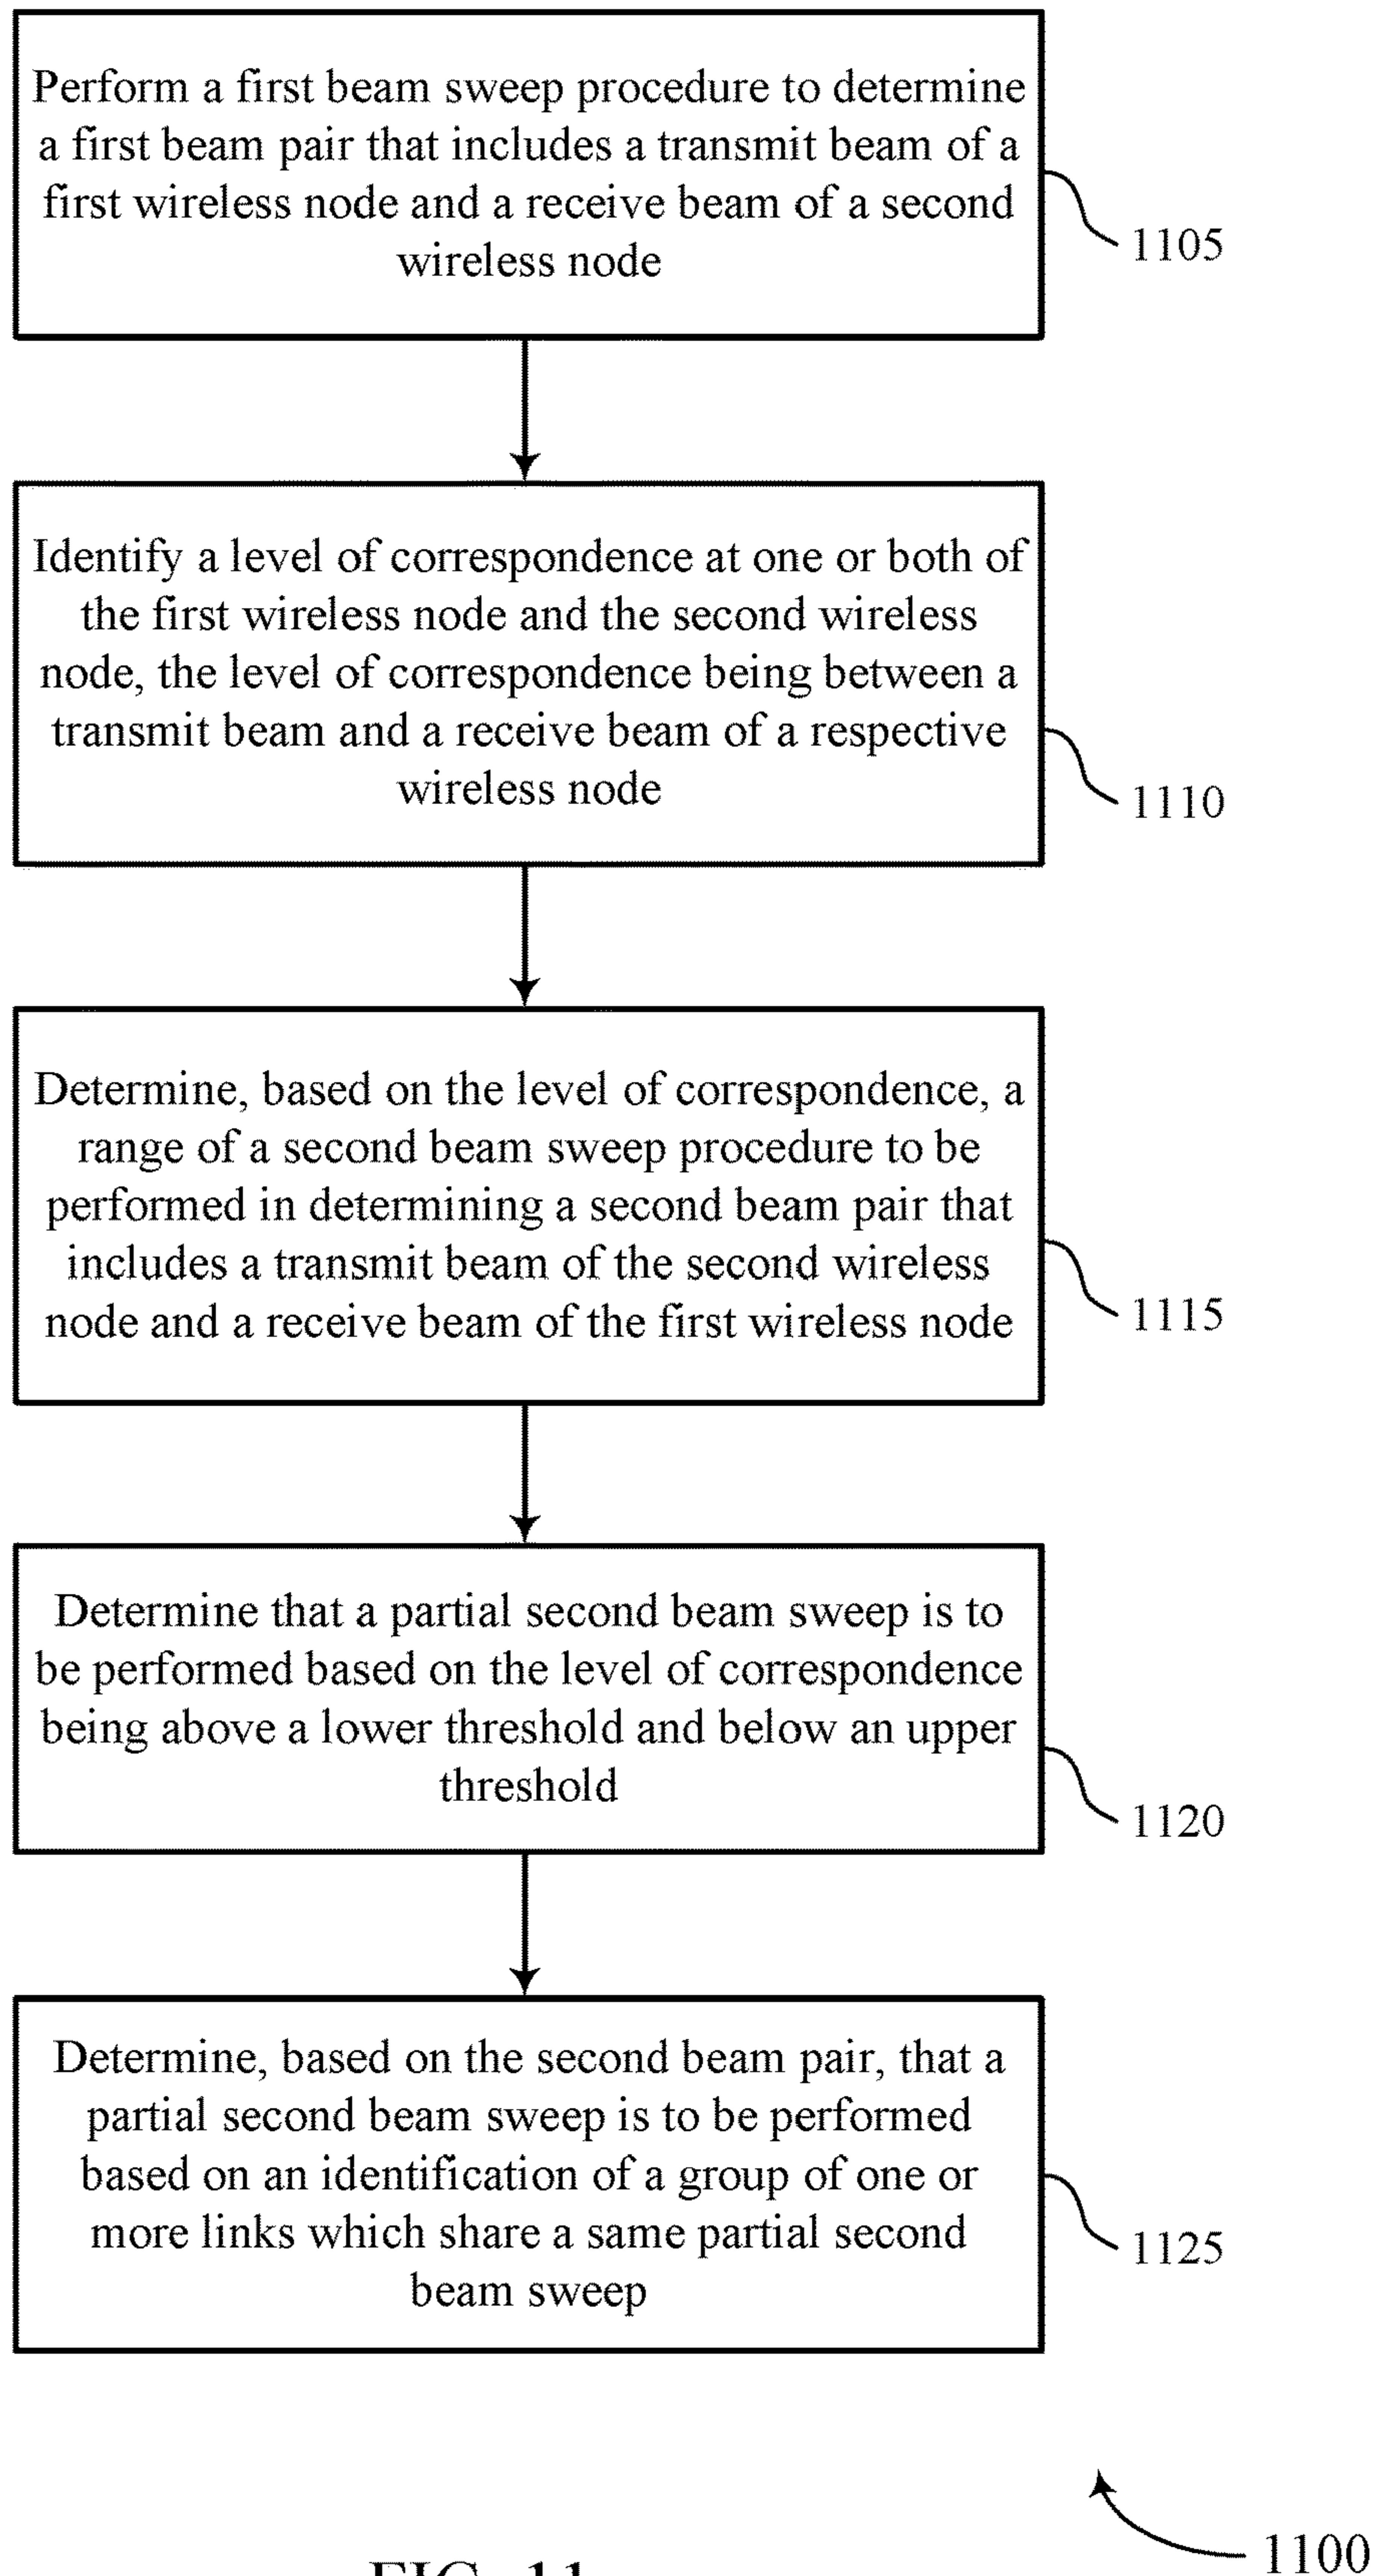 Perform a first beam sweep procedure to determine
a first beam pair that includes a transmit beam of a
first wireless node and a receive beam of a second
wireless node
1105
Identify a level of correspondence at one or both of
the first wireless node and the second wireless
node, the level of correspondence being between a
transmit beam and a receive beam of a respective
wireless node
1110
Determine, based on the level of correspondence, a
range of a second beam sweep procedure to be
performed in determining a second beam pair that
includes a transmit beam of the second wireless
node and a receive beam of the first wireless node
1115
Determine that a partial second beam sweep is to
be performed based on the level of correspondence
being above a lower threshold and below an upper
threshold
1120
Determine, based on the second beam pair, that a
partial second beam sweep is to be performed
based on an identification of a group of one or
more links which share a same partial second
beam sweep
1125
1100
FIG. 11